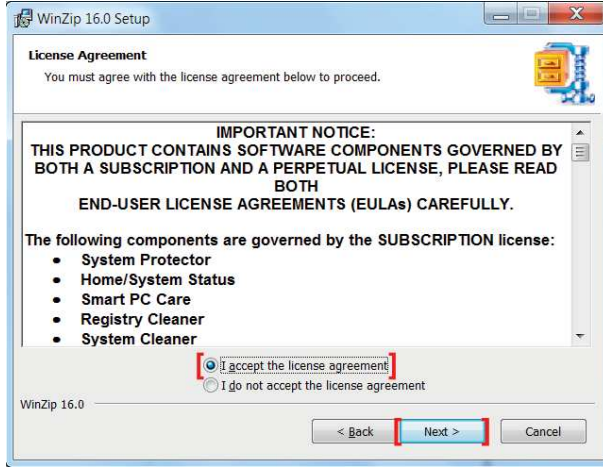 WinZip 16.0 Setup
License Agreement
You must agree with the license agreement below to proceed.
IMPORTANT NOTICE:
THIS PRODUCT CONTAINS SOFTWARE COMPONENTS GOVERNED BY
BOTH A SUBSCRIPTION AND A PERPETUAL LICENSE, PLEASE READ
BOTH
END-USER LICENSE AGREEMENTS (EULAs) CAREFULLY.
The following components are governed by the SUBSCRIPTION license:
• System Protector
• Home/System Status
• Smart PC Care
• Registry Cleaner
• System Cleaner
I accept the license agreement
I do not accept the license agreement
WinZip 16.0
< Back Next > Cancel